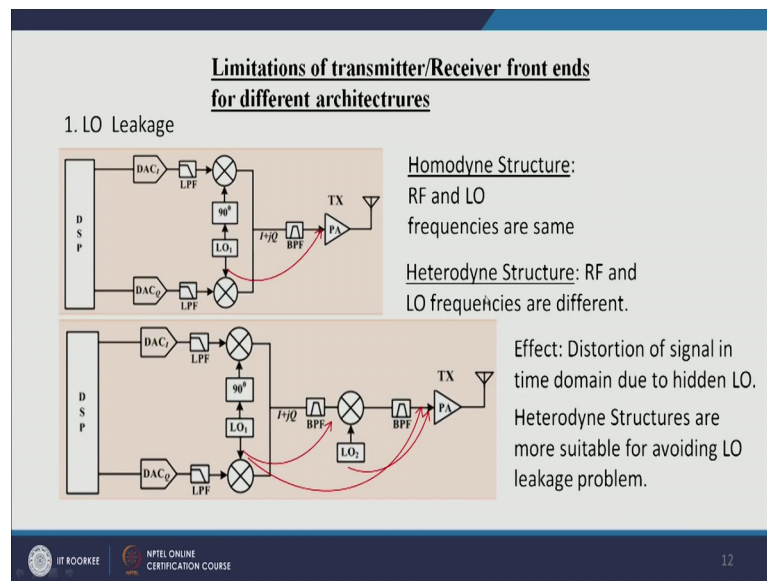 Limitations of transmitter/Receiver front ends
for different architectrures
1. LO Leakage
DSP
DAC_I
LPF
90⁰
LO₁
DAC_Q
LPF
I+jQ
BPF
TX
PA
Homodyne Structure:
RF and LO
frequencies are same
Heterodyne Structure: RF and
LO frequencies are different.
DSP
DAC_I
LPF
90⁰
LO₁
DAC_Q
LPF
I+jQ
BPF
LO₂
BPF
TX
PA
Effect: Distortion of signal in
time domain due to hidden LO.
Heterodyne Structures are
more suitable for avoiding LO
leakage problem.
IIT ROORKEE
NPTEL ONLINE
CERTIFICATION COURSE
12